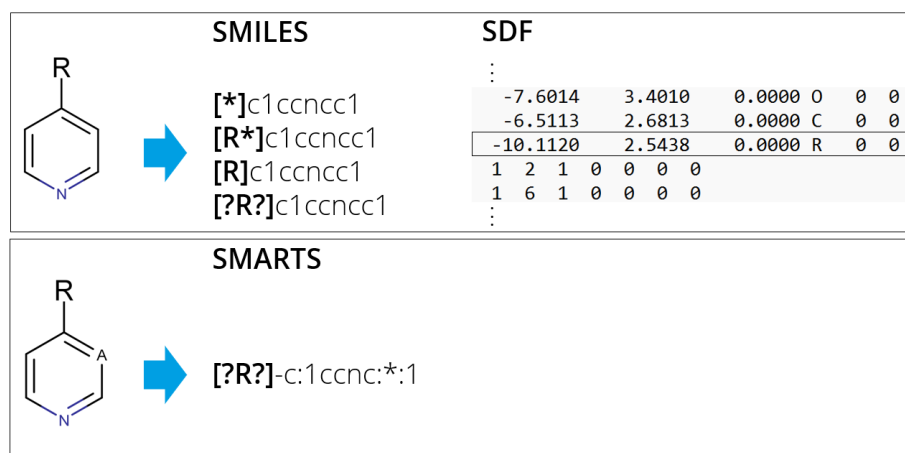 SMILES
SDF
R
N
[*]c1ccncc1
[R*]c1ccncc1
[R]c1ccncc1
[?R?]c1ccncc1
⋮
-7.6014 3.4010 0.0000 O 0 0
-6.5113 2.6813 0.0000 C 0 0
-10.1120 2.5438 0.0000 R 0 0
1 2 1 0 0 0 0
1 6 1 0 0 0 0
⋮
SMARTS
R
A
N
[?R?]-c:1ccnc:*:1